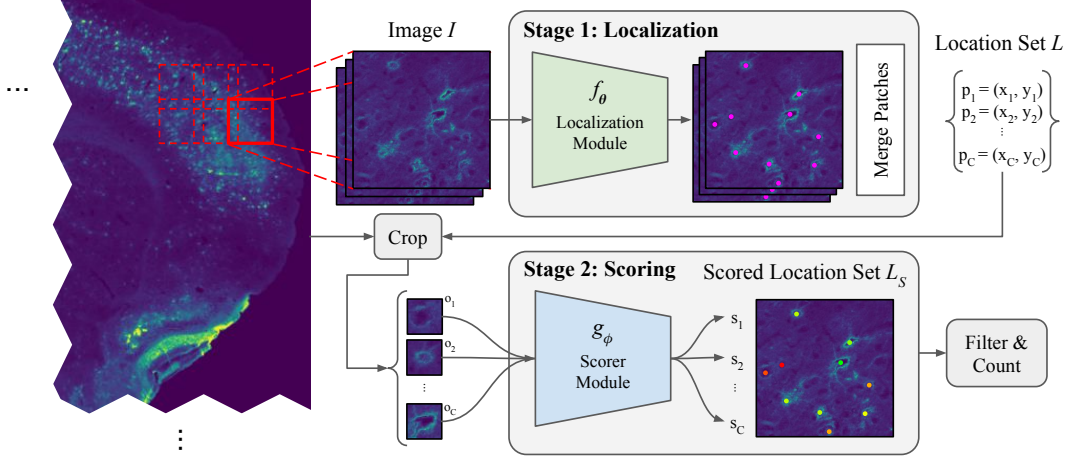 ...
Image I
Stage 1: Localization
f_θ
Localization
Module
Merge Patches
Location Set L
p_1 = (x_1, y_1)
p_2 = (x_2, y_2)
⋮
p_C = (x_C, y_C)
Crop
Stage 2: Scoring
Scored Location Set L_S
o_1
o_2
⋮
o_C
g_ϕ
Scorer
Module
s_1
s_2
⋮
s_C
Filter &
Count
⋮